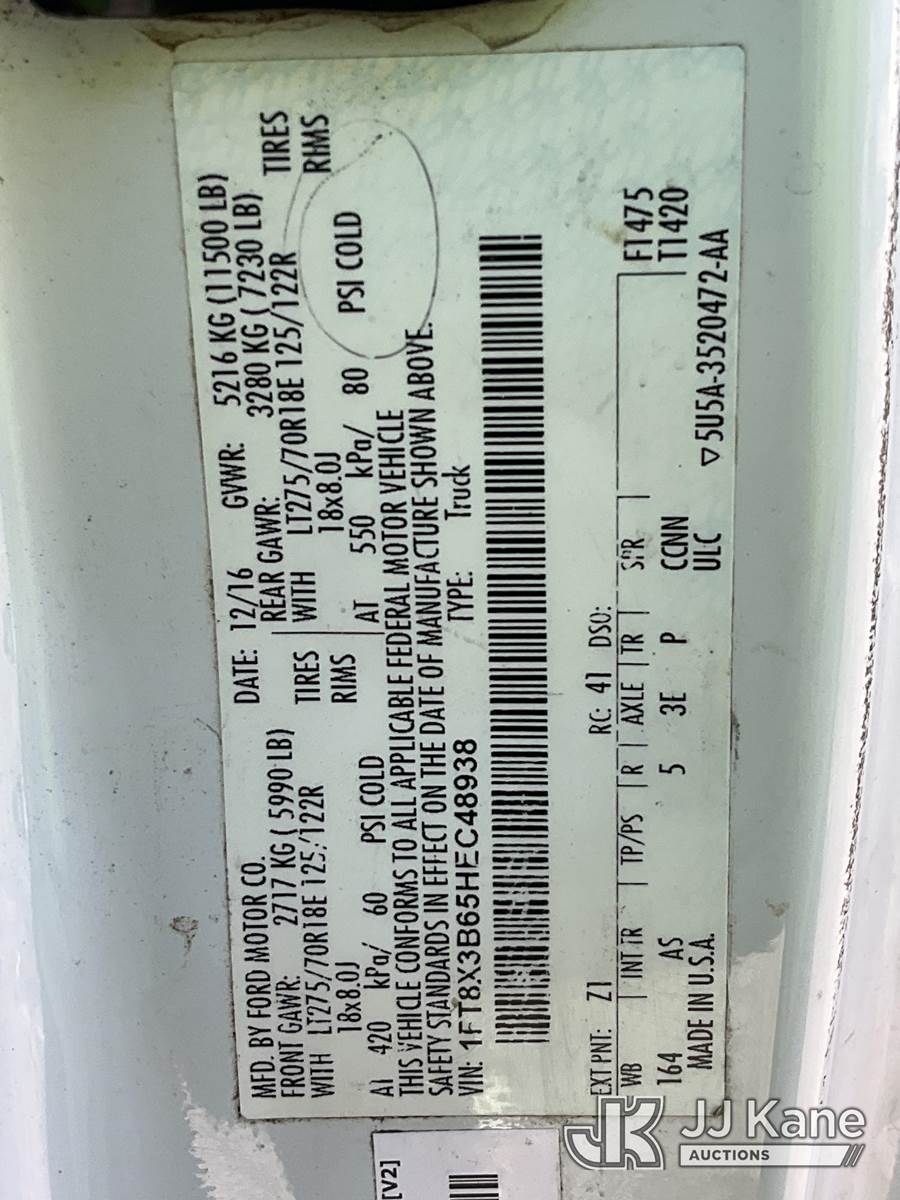 MFD. BY FORD MOTOR CO.
DATE: 12/16 GVWR: 5216 KG (11500 LB)
FRONT GAWR: 2717 KG ( 5990 LB) REAR GAWR: 3280 KG ( 7230 LB)
WITH LT275/70R18E 125/122R TIRES WITH LT275/70R18E 125/122R TIRES
18x8.0J RIMS 18x8.0J RIMS
AT 420 kPa/ 60 PSI COLD AT 550 kPa/ 80 PSI COLD
THIS VEHICLE CONFORMS TO ALL APPLICABLE FEDERAL MOTOR VEHICLE
SAFETY STANDARDS IN EFFECT ON THE DATE OF MANUFACTURE SHOWN ABOVE.
VIN: 1FT8X3B65HEC48938 TYPE: Truck
EXT PNT: Z1 RC: 41 DSO:
WB INT TR TP/PS R AXLE TR SPR F1475
164 AS 5 3E P CCNN T1420
MADE IN U.S.A. ULC ▽5U5A-3520472-AA
[V2]
JK JJ Kane
AUCTIONS